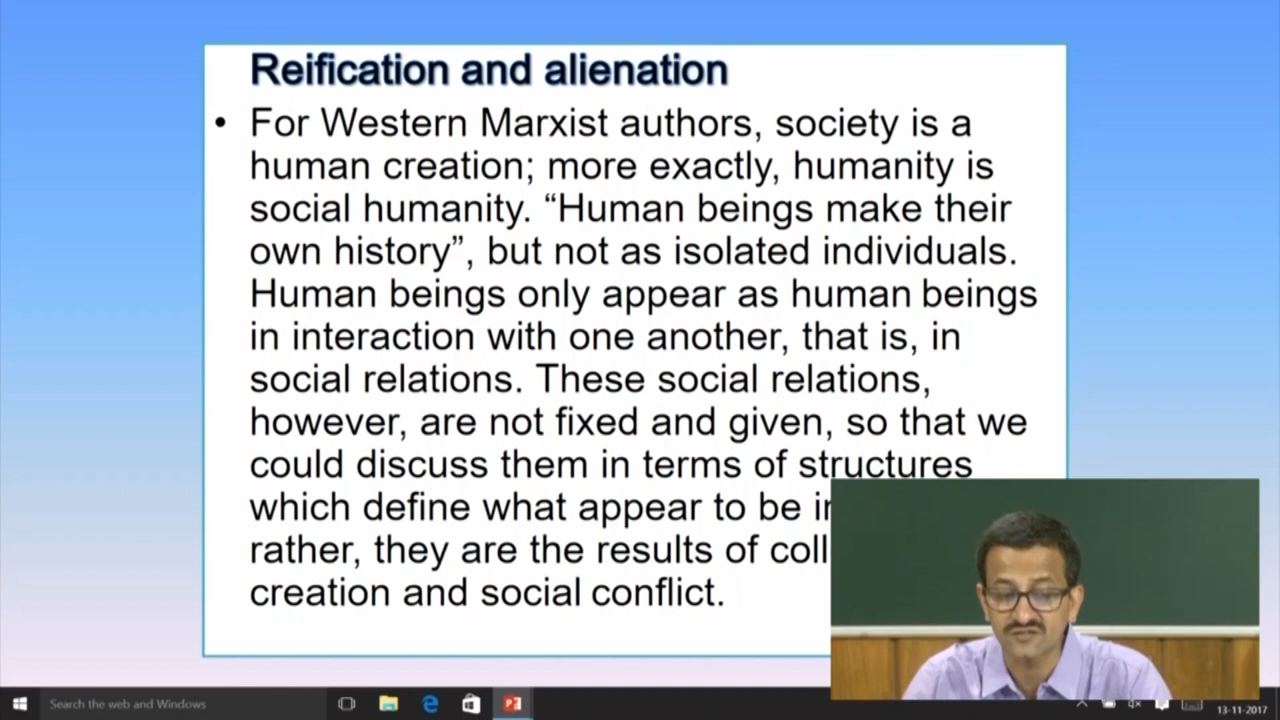 Reification and alienation
• For Western Marxist authors, society is a
human creation; more exactly, humanity is
social humanity. “Human beings make their
own history”, but not as isolated individuals.
Human beings only appear as human beings
in interaction with one another, that is, in
social relations. These social relations,
however, are not fixed and given, so that we
could discuss them in terms of structures
which define what appear to be
rather, they are the results of
creation and social conflict.
Search the web and Windows
13-11-2017